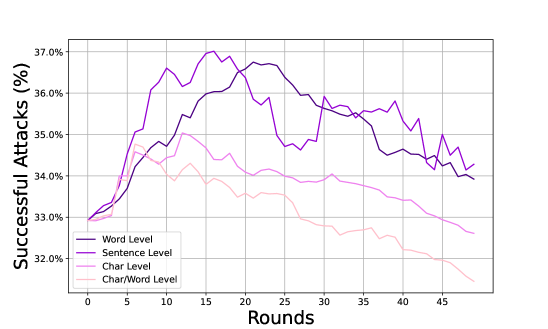 Successful Attacks (%)
37.0%
36.0%
35.0%
34.0%
33.0%
32.0%
Word Level
Sentence Level
Char Level
Char/Word Level
0 5 10 15 20 25 30 35 40 45
Rounds